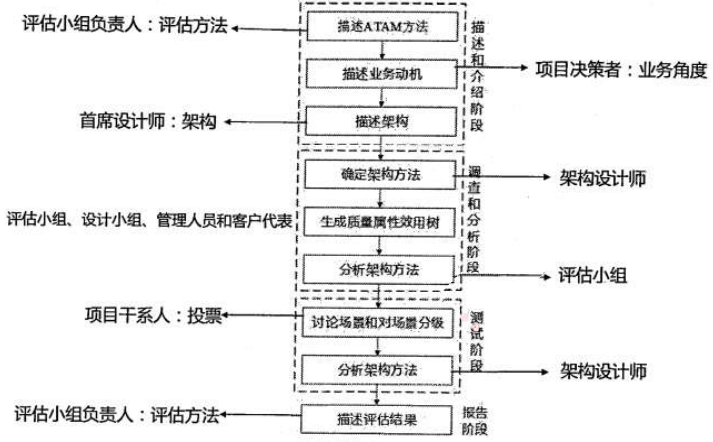 评估小组负责人：评估方法
描述ATAM方法
描述和介绍阶段
描述业务动机
项目决策者：业务角度
首席设计师：架构
描述架构
确定架构方法
架构设计师
调查和分析阶段
评估小组、设计小组、管理人员和客户代表
生成质量属性效用树
分析架构方法
评估小组
项目干系人：投票
讨论场景和对场景分级
测试阶段
分析架构方法
架构设计师
评估小组负责人：评估方法
描述评估结果
报告
阶段